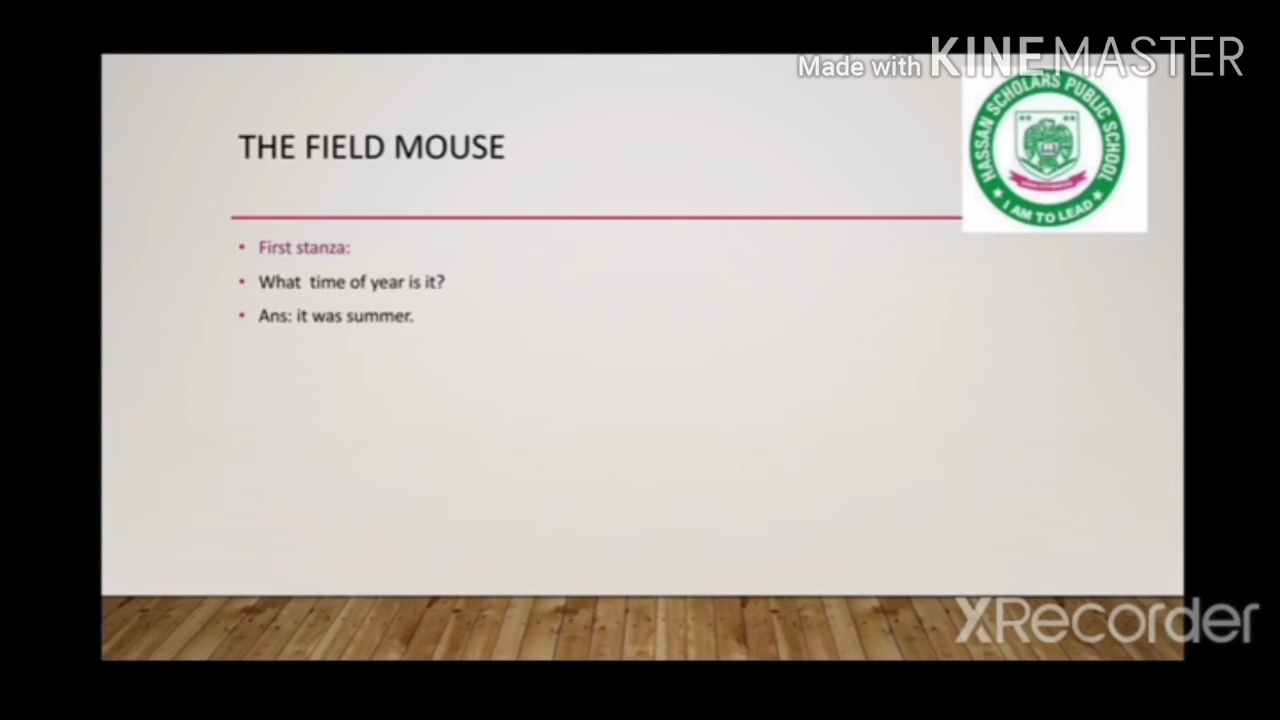 Made with KINEMASTER
HASSAN SCHOLARS PUBLIC SCHOOL
I AM TO LEAD
THE FIELD MOUSE
• First stanza:
• What time of year is it?
• Ans: it was summer.
XRecorder